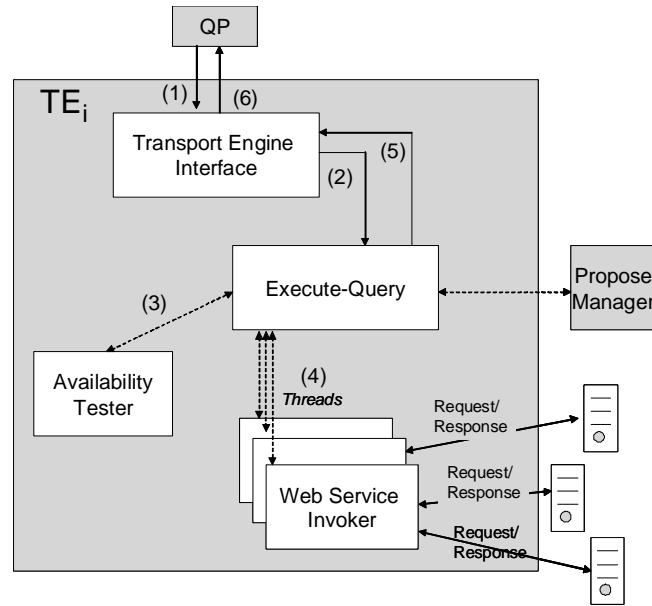 QP
TEi
(1)
(6)
Transport Engine
Interface
(2)
(5)
Execute-Query
Propose
Manager
(3)
Availability
Tester
(4)
Threads
Request/
Response
Request/
Response
Web Service
Invoker
Request/
Response